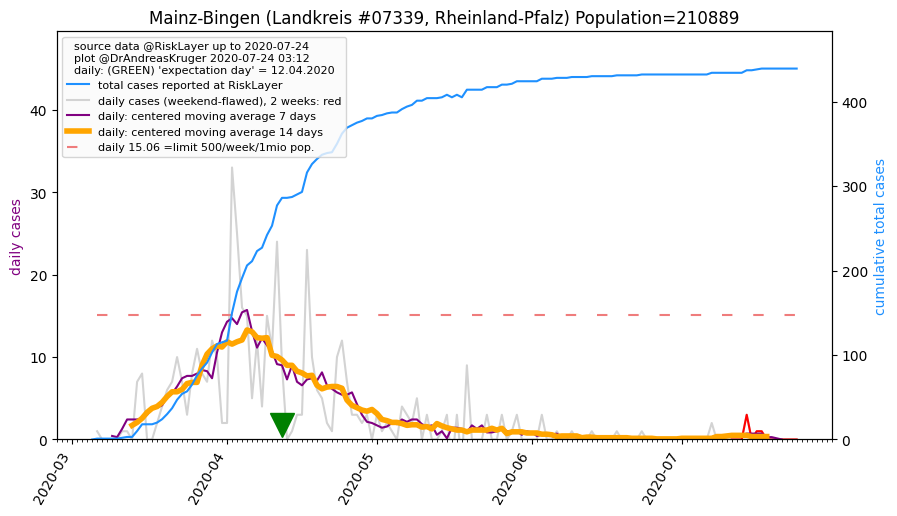 Mainz-Bingen (Landkreis #07339, Rheinland-Pfalz) Population=210889
source data @RiskLayer up to 2020-07-24
plot @DrAndreasKruger 2020-07-24 03:12
daily: (GREEN) 'expectation day' = 12.04.2020
total cases reported at RiskLayer
daily cases (weekend-flawed), 2 weeks: red
daily: centered moving average 7 days
daily: centered moving average 14 days
daily 15.06 =limit 500/week/1mio pop.
daily cases
40
30
20
10
0
cumulative total cases
400
300
200
100
0
2020-03
2020-04
2020-05
2020-06
2020-07